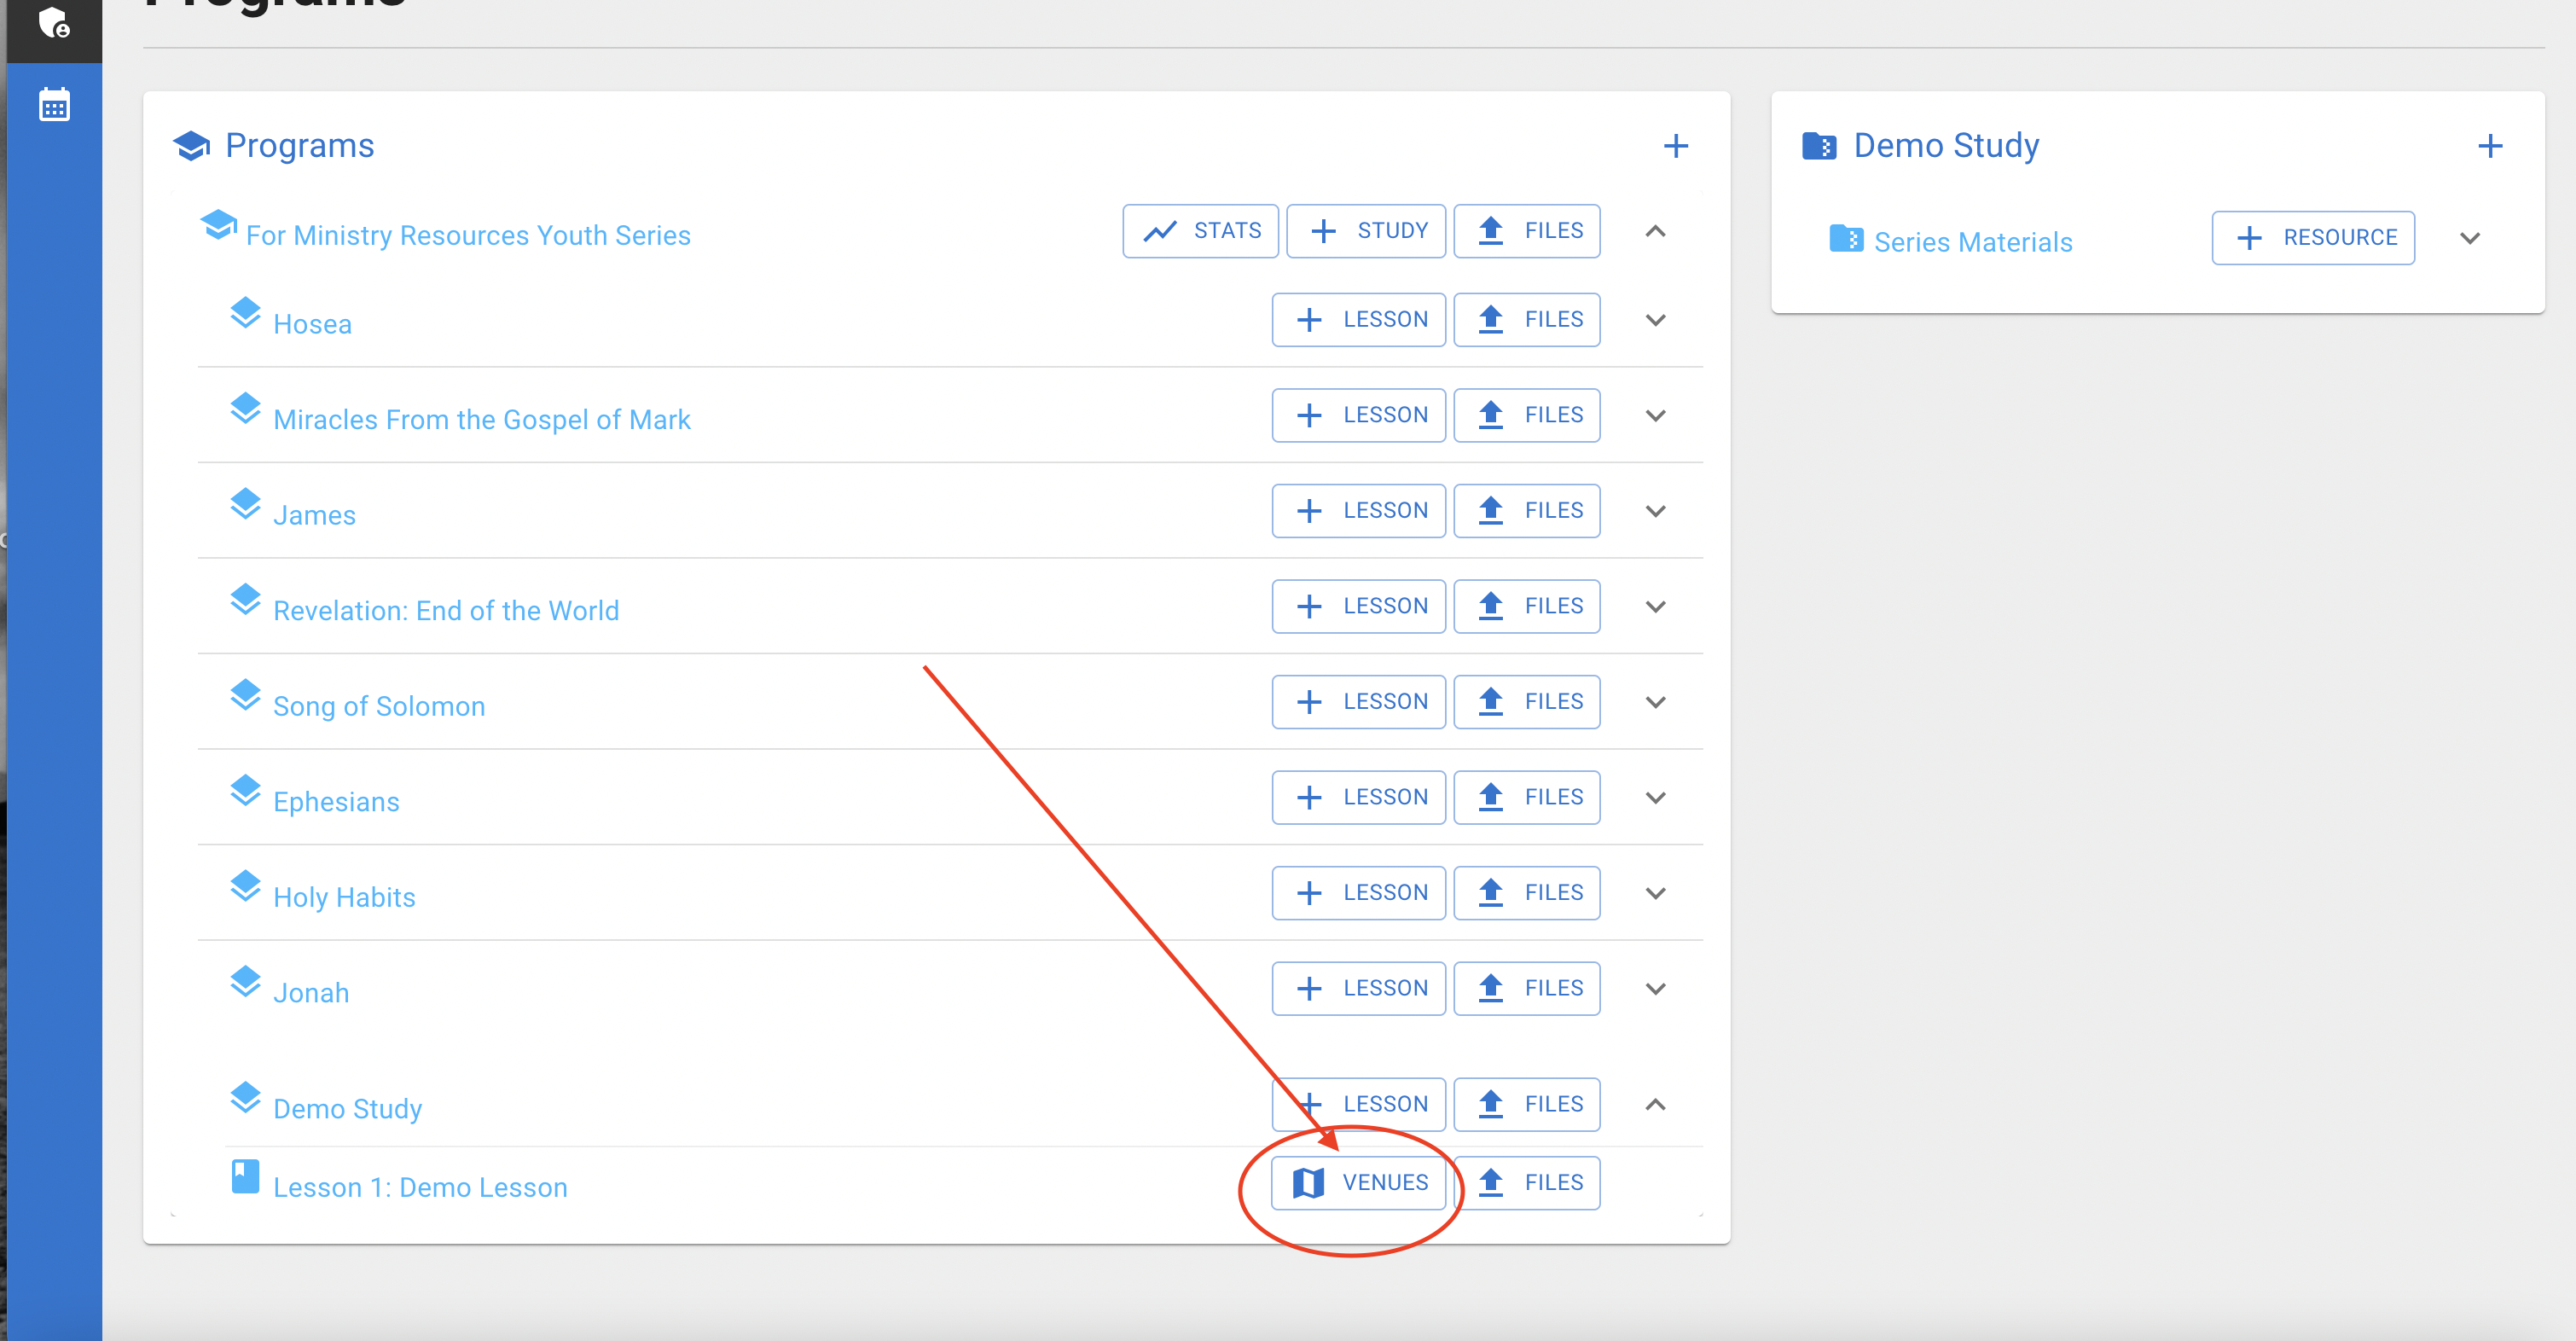 Programs
Programs
For Ministry Resources Youth Series STATS STUDY FILES
Hosea LESSON FILES
Miracles From the Gospel of Mark LESSON FILES
James LESSON FILES
Revelation: End of the World LESSON FILES
Song of Solomon LESSON FILES
Ephesians LESSON FILES
Holy Habits LESSON FILES
Jonah LESSON FILES
Demo Study LESSON FILES
Lesson 1: Demo Lesson VENUES FILES
Demo Study
Series Materials RESOURCE